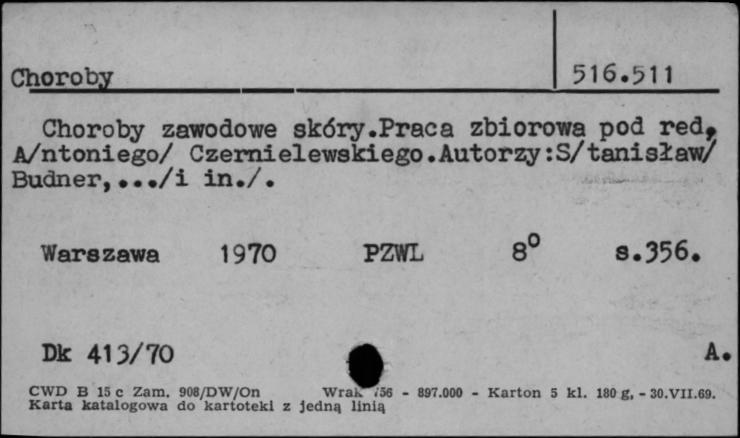 Choroby 516.511
Choroby zawodowe skóry.Praca zbiorowa pod red,
A/ntoniego/ Czernielewskiego.Autorzy:S/tanisław/
Budner,.../i in./.
Warszawa 1970 PZWL 8° s.356.
Dk 413/70 A.
CWD B 15 c Zam. 908/DW/On - 897.000 - Karton 5 kl. 180 g, - 30.VII.69.
Karta katalogowa do kartoteki z jedną linią